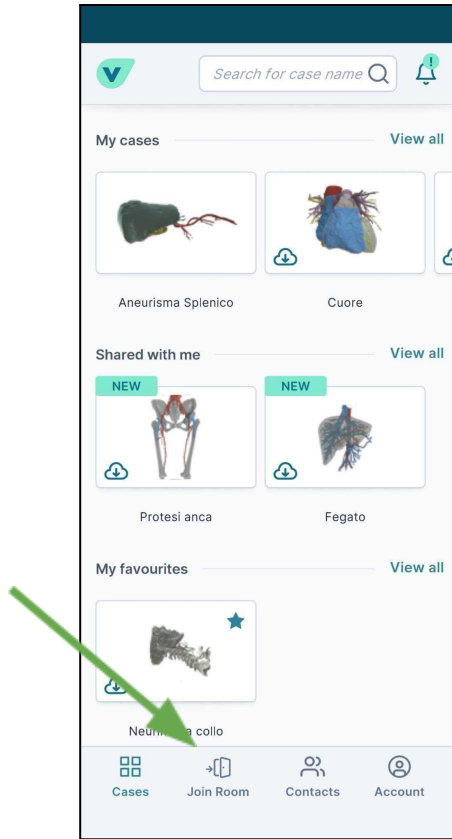 Search for case name
!
My cases
View all
Aneurisma Splenico
Cuore
Shared with me
View all
NEW
NEW
Protesi anca
Fegato
My favourites
View all
collo
Cases
Join Room
Contacts
Account